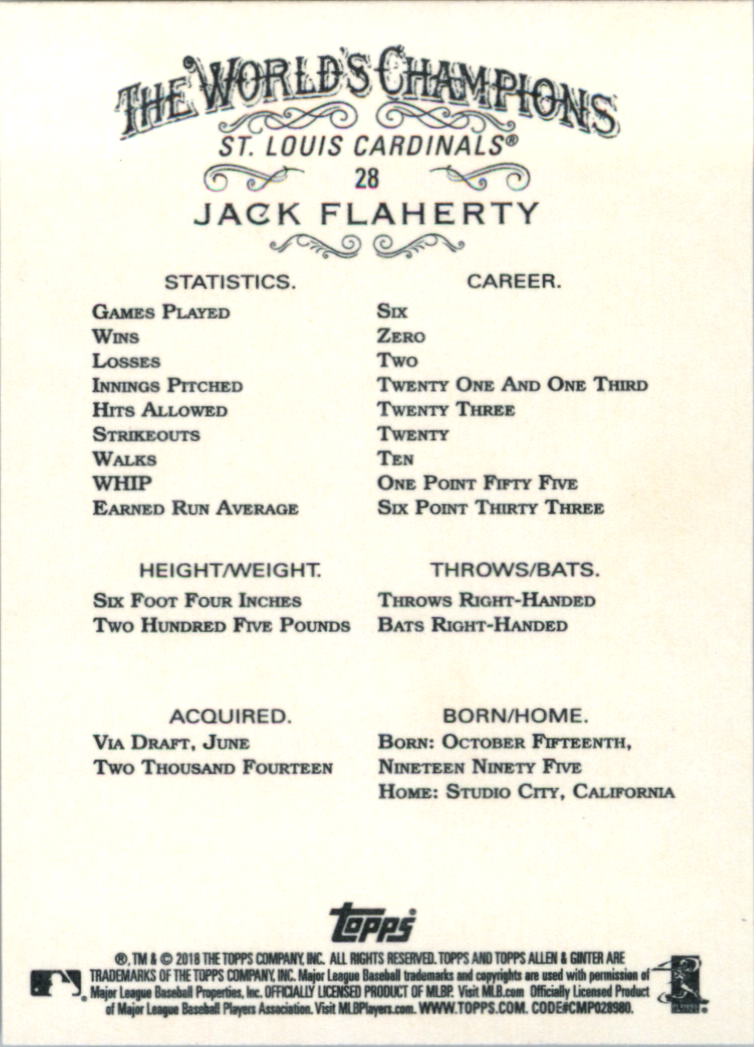 THE WORLD'S CHAMPIONS
ST. LOUIS CARDINALS®
28
JACK FLAHERTY
STATISTICS. CAREER.
GAMES PLAYED SIX
WINS ZERO
LOSSES TWO
INNINGS PITCHED TWENTY ONE AND ONE THIRD
HITS ALLOWED TWENTY THREE
STRIKEOUTS TWENTY
WALKS TEN
WHIP ONE POINT FIFTY FIVE
EARNED RUN AVERAGE SIX POINT THIRTY THREE
HEIGHT/WEIGHT.
SIX FOOT FOUR INCHES
TWO HUNDRED FIVE POUNDS
THROWS/BATS.
THROWS RIGHT-HANDED
BATS RIGHT-HANDED
ACQUIRED.
VIA DRAFT, JUNE
TWO THOUSAND FOURTEEN
BORN/HOME.
BORN: OCTOBER FIFTEENTH,
NINETEEN NINETY FIVE
HOME: STUDIO CITY, CALIFORNIA
topps®
®, TM & © 2018 THE TOPPS COMPANY, INC. ALL RIGHTS RESERVED. TOPPS AND TOPPS ALLEN & GINTER ARE
TRADEMARKS OF THE TOPPS COMPANY, INC. Major League Baseball trademarks and copyrights are used with permission of
Major League Baseball Properties, Inc. OFFICIALLY LICENSED PRODUCT OF MLBP. Visit MLB.com Officially Licensed Product
of Major League Baseball Players Association. Visit MLBPlayers.com. WWW.TOPPS.COM. CODE#CMP028980.